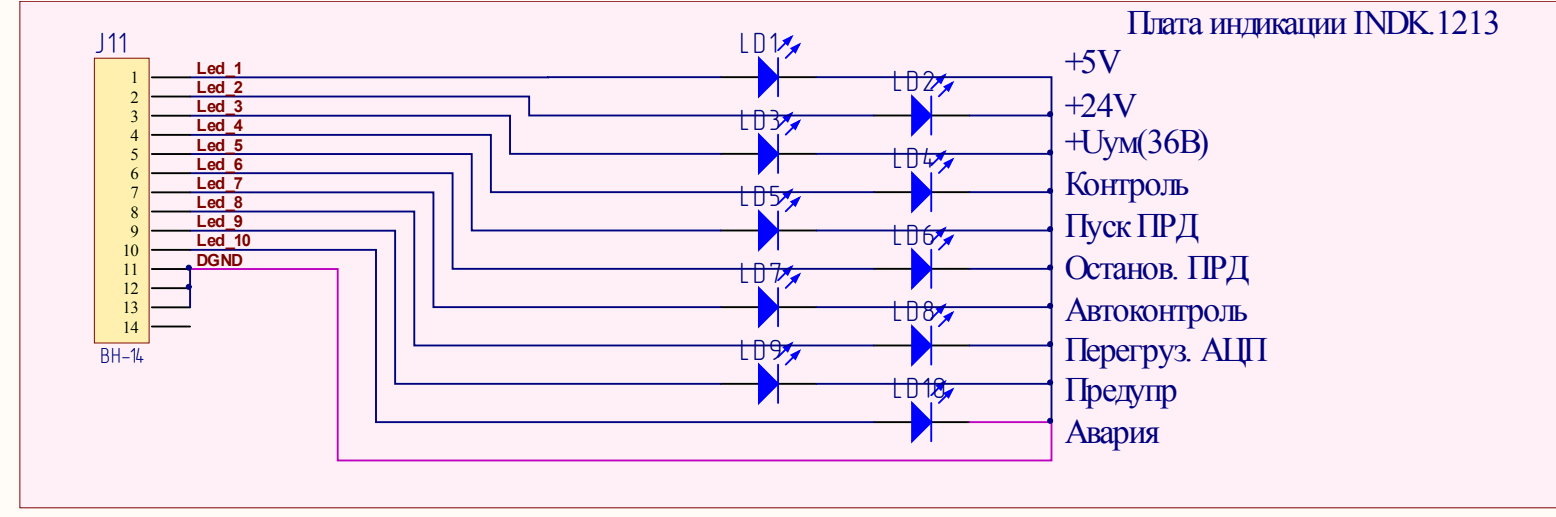 Плата индикации INDK.1213
J11
1 Led_1
2 Led_2
3 Led_3
4 Led_4
5 Led_5
6 Led_6
7 Led_7
8 Led_8
9 Led_9
10 Led_10
11 DGND
12
13
14
BH-14
LD1 +5V
LD2 +24V
LD3 +Uум(36В)
LD4 Контроль
LD5 Пуск ПРД
LD6 Останов. ПРД
LD7 Автоконтроль
LD8 Перегруз. АЦП
LD9 Предупр
LD10 Авария